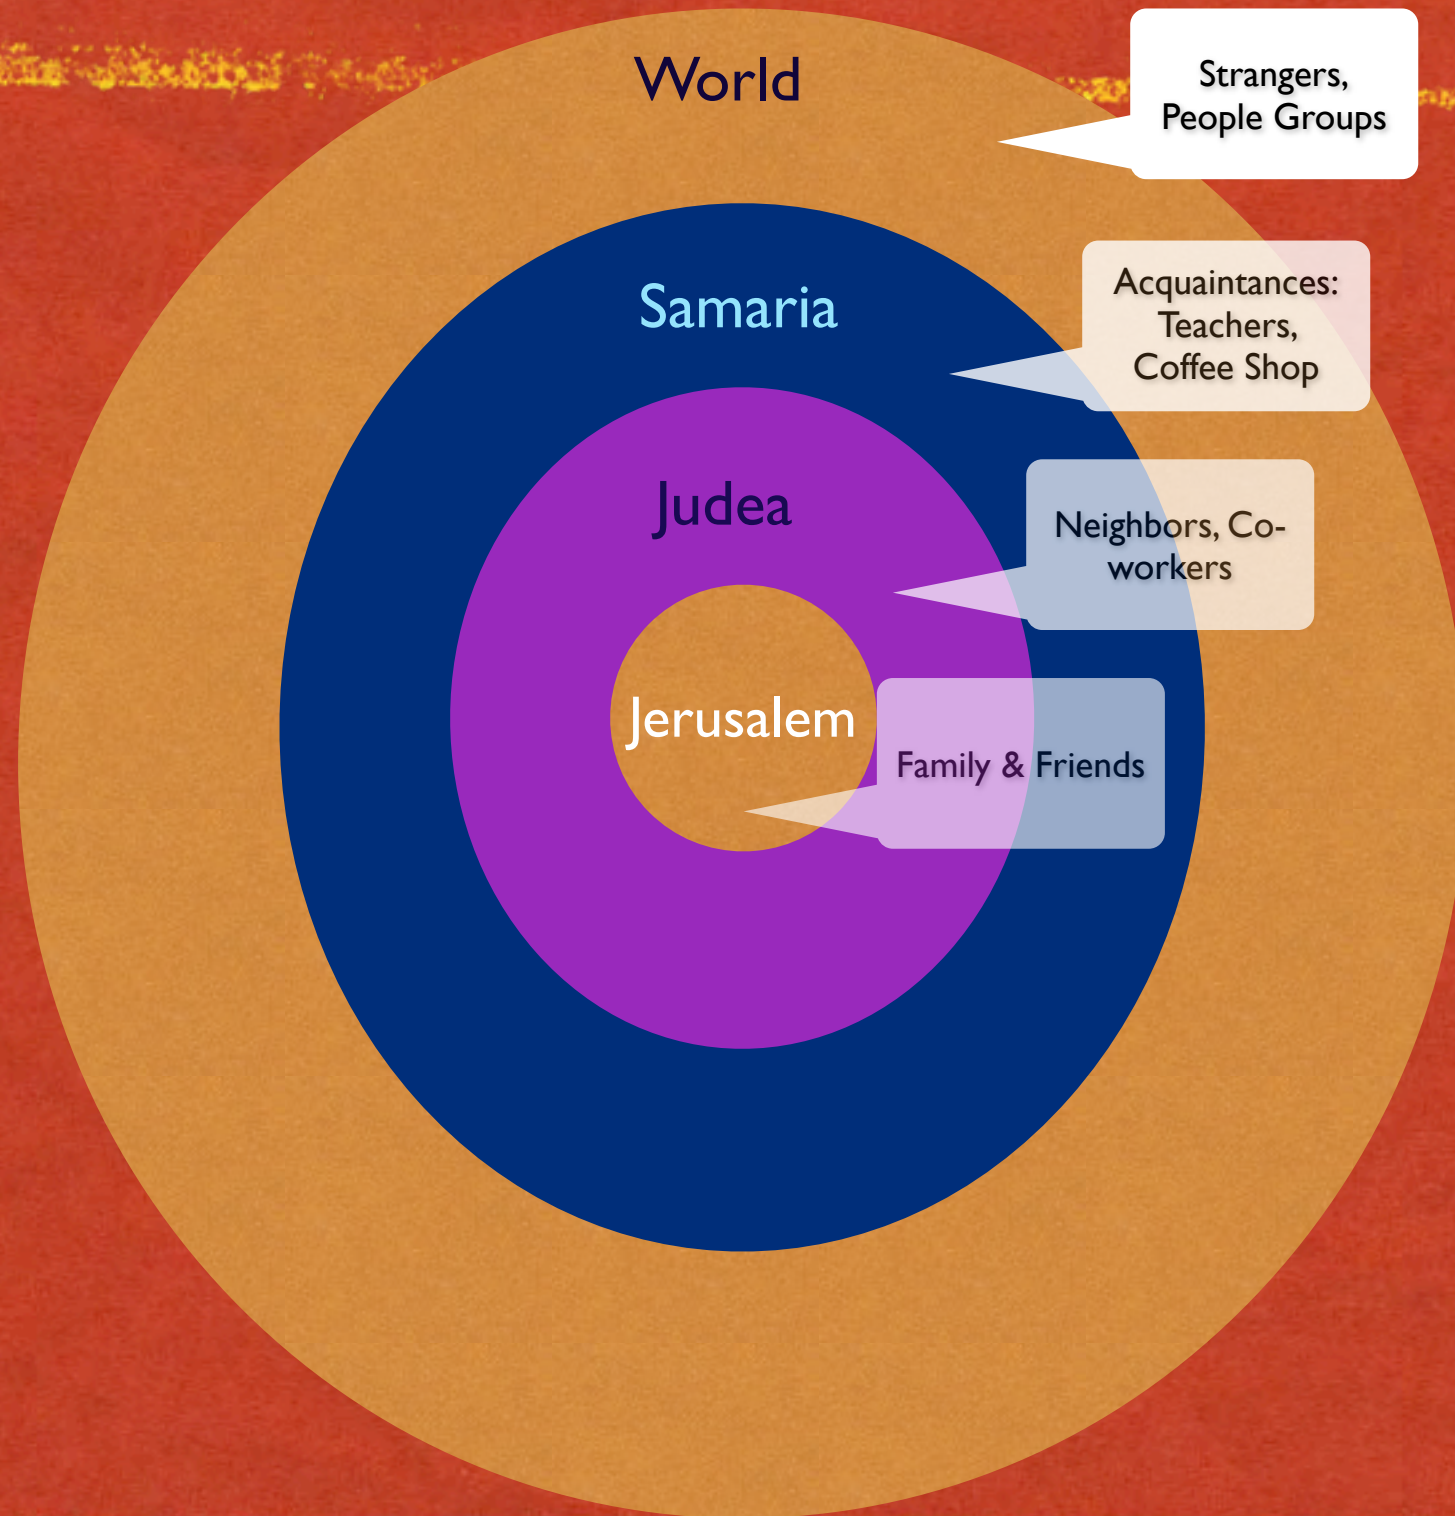 World
Strangers,
People Groups
Samaria
Acquaintances:
Teachers,
Coffee Shop
Judea
Neighbors, Co-
workers
Jerusalem
Family & Friends